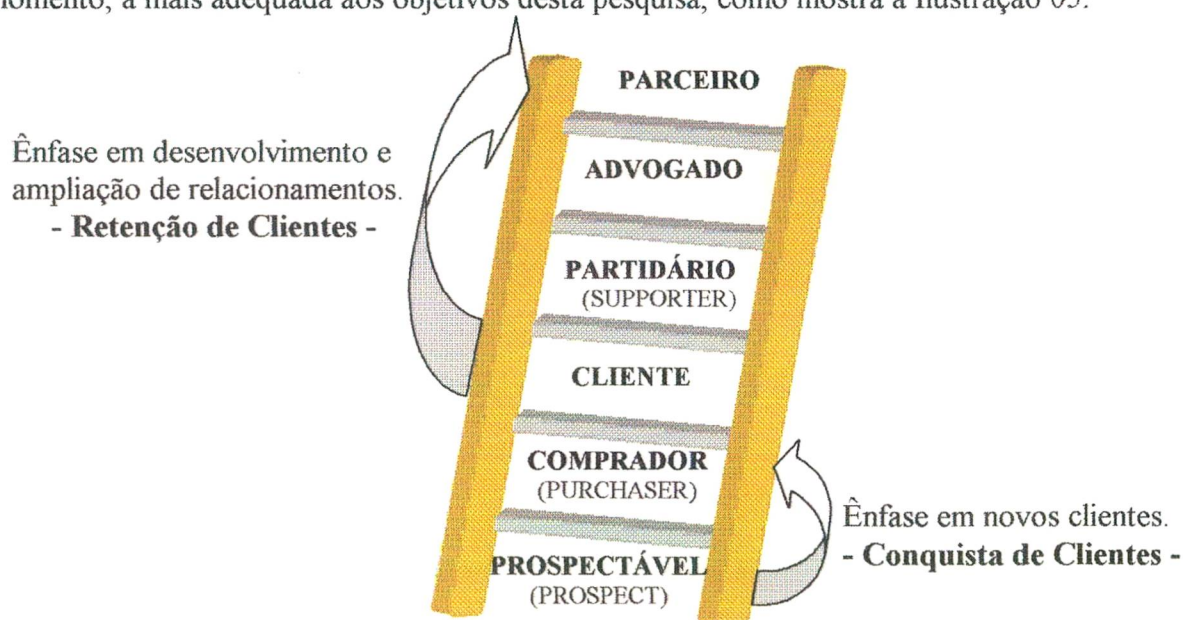 momento, a mais adequada aos objetivos desta pesquisa, como mostra a Ilustração 05.
PARCEIRO
ADVOGADO
Ênfase em desenvolvimento e
ampliação de relacionamentos.
- Retenção de Clientes -
PARTIDÁRIO
(SUPPORTER)
CLIENTE
COMPRADOR
(PURCHASER)
Ênfase em novos clientes.
- Conquista de Clientes -
PROSPECTÁVEL
(PROSPECT)